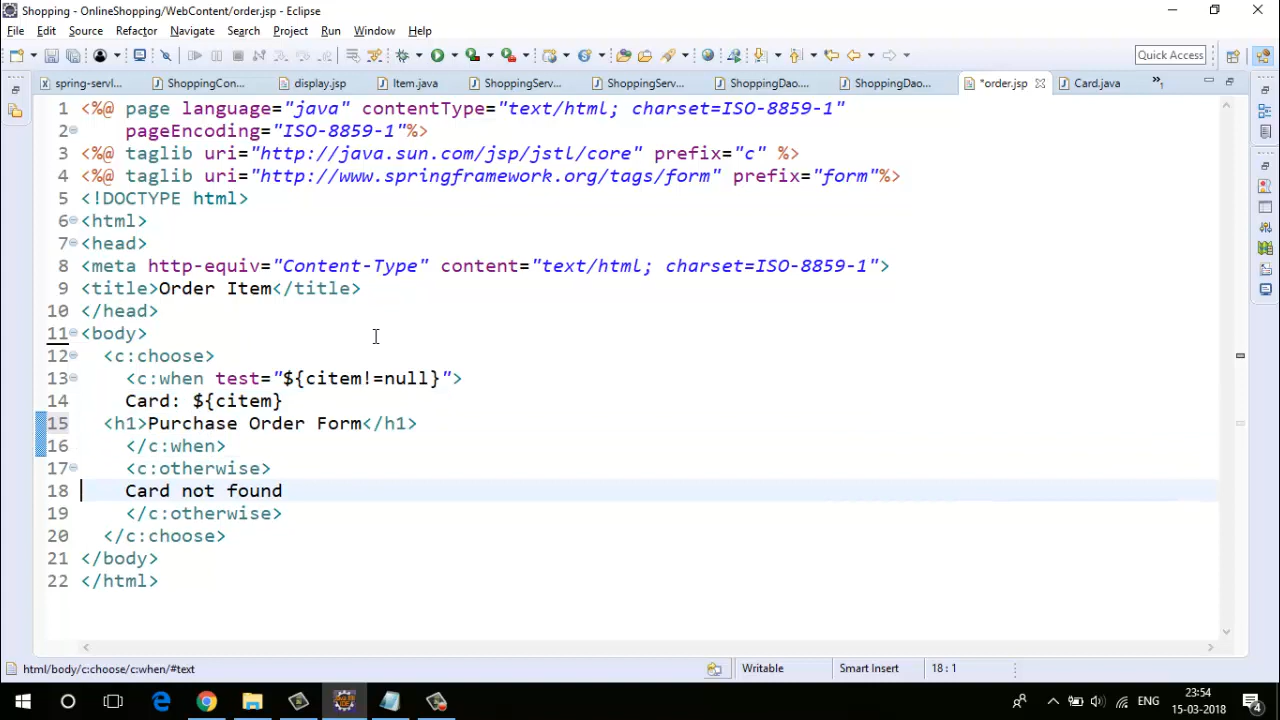 Shopping - OnlineShopping/WebContent/order.jsp - Eclipse
File Edit Source Refactor Navigate Search Project Run Window Help
Quick Access
spring-servl... ShoppingCon... display.jsp Item.java ShoppingServ... ShoppingServ... ShoppingDao.... ShoppingDao... *order.jsp Card.java »1
1 <%@ page language="java" contentType="text/html; charset=ISO-8859-1"
2     pageEncoding="ISO-8859-1"%>
3 <%@ taglib uri="http://java.sun.com/jsp/jstl/core" prefix="c" %>
4 <%@ taglib uri="http://www.springframework.org/tags/form" prefix="form"%>
5 <!DOCTYPE html>
6 <html>
7 <head>
8 <meta http-equiv="Content-Type" content="text/html; charset=ISO-8859-1">
9 <title>Order Item</title>
10 </head>
11 <body>
12   <c:choose>
13     <c:when test="${citem!=null}">
14     Card: ${citem}
15   <h1>Purchase Order Form</h1>
16     </c:when>
17     <c:otherwise>
18     Card not found
19     </c:otherwise>
20   </c:choose>
21 </body>
22 </html>
html/body/c:choose/c:when/#text Writable Smart Insert 18 : 1
ENG 23:54 15-03-2018 4